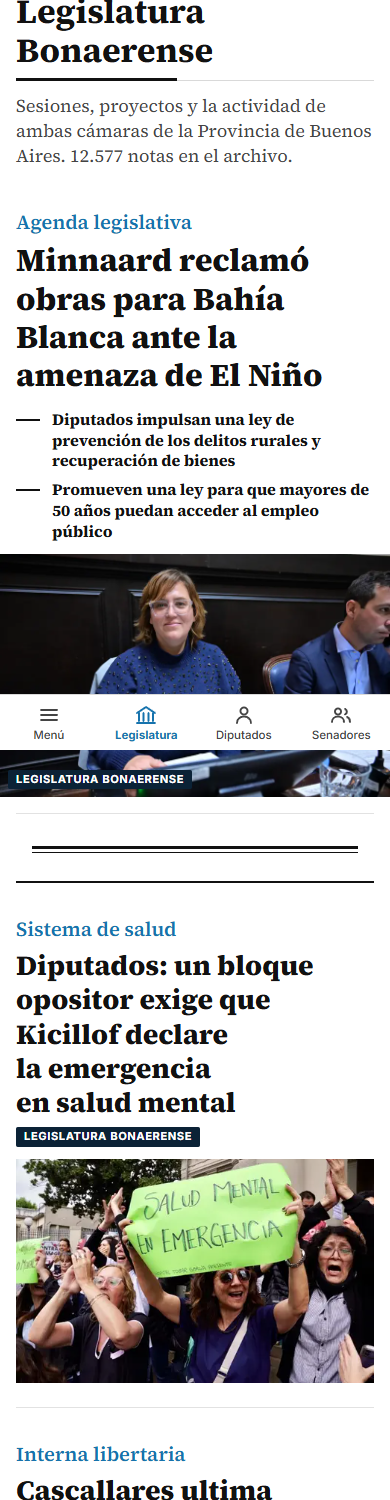 Legislatura
Bonaerense
Sesiones, proyectos y la actividad de
ambas cámaras de la Provincia de Buenos
Aires. 12.577 notas en el archivo.
Agenda legislativa
Minnaard reclamó
obras para Bahía
Blanca ante la
amenaza de El Niño
Diputados impulsan una ley de
prevención de los delitos rurales y
recuperación de bienes
Promueven una ley para que mayores de
50 años puedan acceder al empleo
público
Menú
Legislatura
Diputados
Senadores
LEGISLATURA BONAERENSE
Sistema de salud
Diputados: un bloque
opositor exige que
Kicillof declare
la emergencia
en salud mental
LEGISLATURA BONAERENSE
SALUD MENTAL
EN EMERGENCIA
Interna libertaria
Cascallares ultima